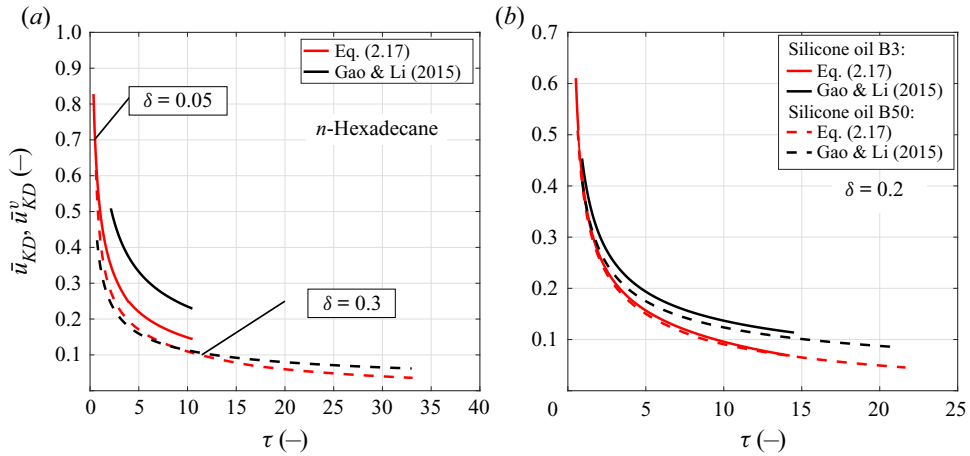 (a)
1.0
0.9
0.8
0.7
0.6
0.5
0.4
0.3
0.2
0.1
0 5 10 15 20 25 30 35 40
τ (–)
ū_KD, ū^v_KD (–)
Eq. (2.17)
Gao & Li (2015)
δ = 0.05
n-Hexadecane
δ = 0.3
(b)
0.7
0.6
0.5
0.4
0.3
0.2
0.1
0
0 5 10 15 20 25
τ (–)
Silicone oil B3:
Eq. (2.17)
Gao & Li (2015)
Silicone oil B50:
Eq. (2.17)
Gao & Li (2015)
δ = 0.2